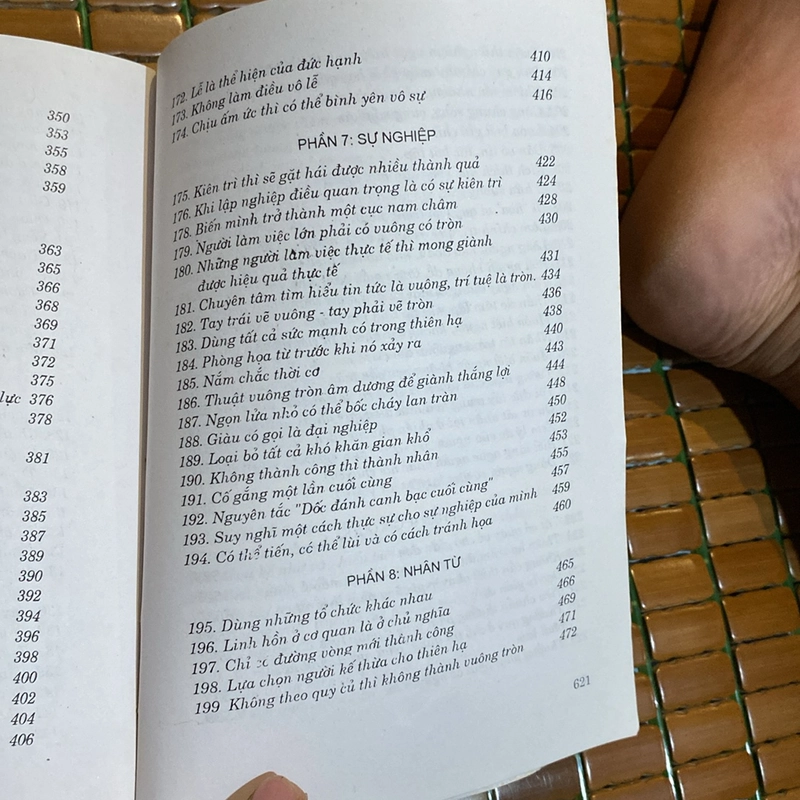 350
353
355
358
359
363
365
366
368
369
371
372
375
lực 376
378
381
383
385
387
389
390
392
394
396
398
400
402
404
406
172. Lễ là thể hiện của đức hạnh 410
173. Không làm điều vô lễ 414
174. Chịu ấm ức thì có thể bình yên vô sự 416
PHẦN 7: SỰ NGHIỆP
175. Kiên trì thì sẽ gặt hái được nhiều thành quả 422
176. Khi lập nghiệp điều quan trọng là có sự kiên trì 424
178. Biến mình trở thành một cục nam châm 428
179. Người làm việc lớn phải có vuông có tròn 430
180. Những người làm việc thực tế thì mong giành
được hiệu quả thực tế 431
181. Chuyên tâm tìm hiểu tin tức là vuông, trí tuệ là tròn. 434
182. Tay trái vẽ vuông - tay phải vẽ tròn 436
183. Dùng tất cả sức mạnh có trong thiên hạ 438
184. Phòng họa từ trước khi nó xảy ra 440
185. Nắm chắc thời cơ 443
186. Thuật vuông tròn âm dương để giành thắng lợi 444
187. Ngọn lửa nhỏ có thể bốc cháy lan tràn 448
188. Giàu có gọi là đại nghiệp 450
189. Loại bỏ tất cả khó khăn gian khổ 452
190. Không thành công thì thành nhân 453
191. Cố gắng một lần cuối cùng 455
192. Nguyên tắc "Dốc đánh canh bạc cuối cùng" 457
193. Suy nghĩ một cách thực sự cho sự nghiệp của mình 459
194. Có thể tiến, có thể lùi và có cách tránh họa 460
PHẦN 8: NHÂN TỪ
195. Dùng những tổ chức khác nhau 465
196. Linh hồn ở cơ quan là ở chủ nghĩa 466
197. Chỉ đường vòng mới thành công 469
198. Lựa chọn người kế thừa cho thiên hạ 471
199 Không theo quy củ thì không thành vuông tròn 472
621